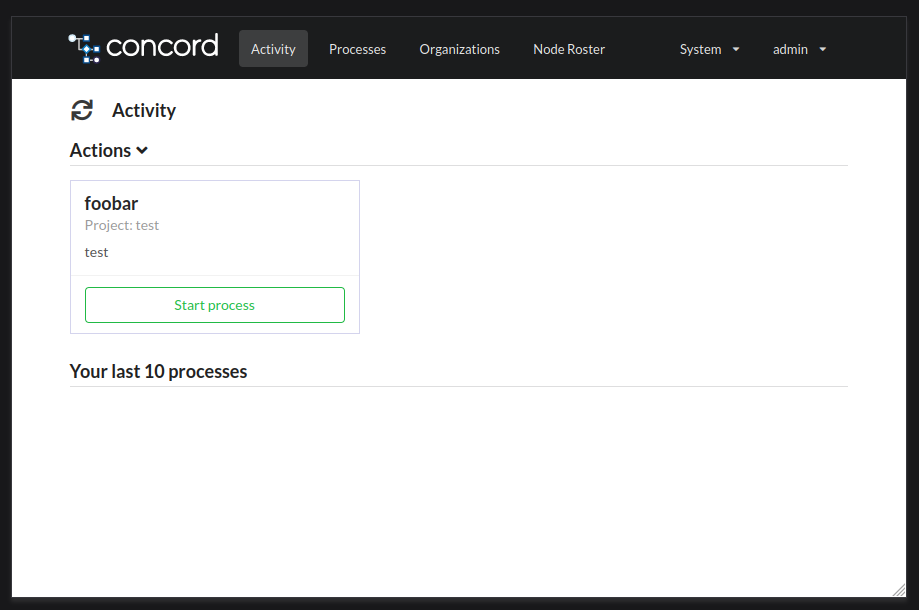 concord Activity Processes Organizations Node Roster System admin
Activity
Actions
foobar
Project: test
test
Start process
Your last 10 processes